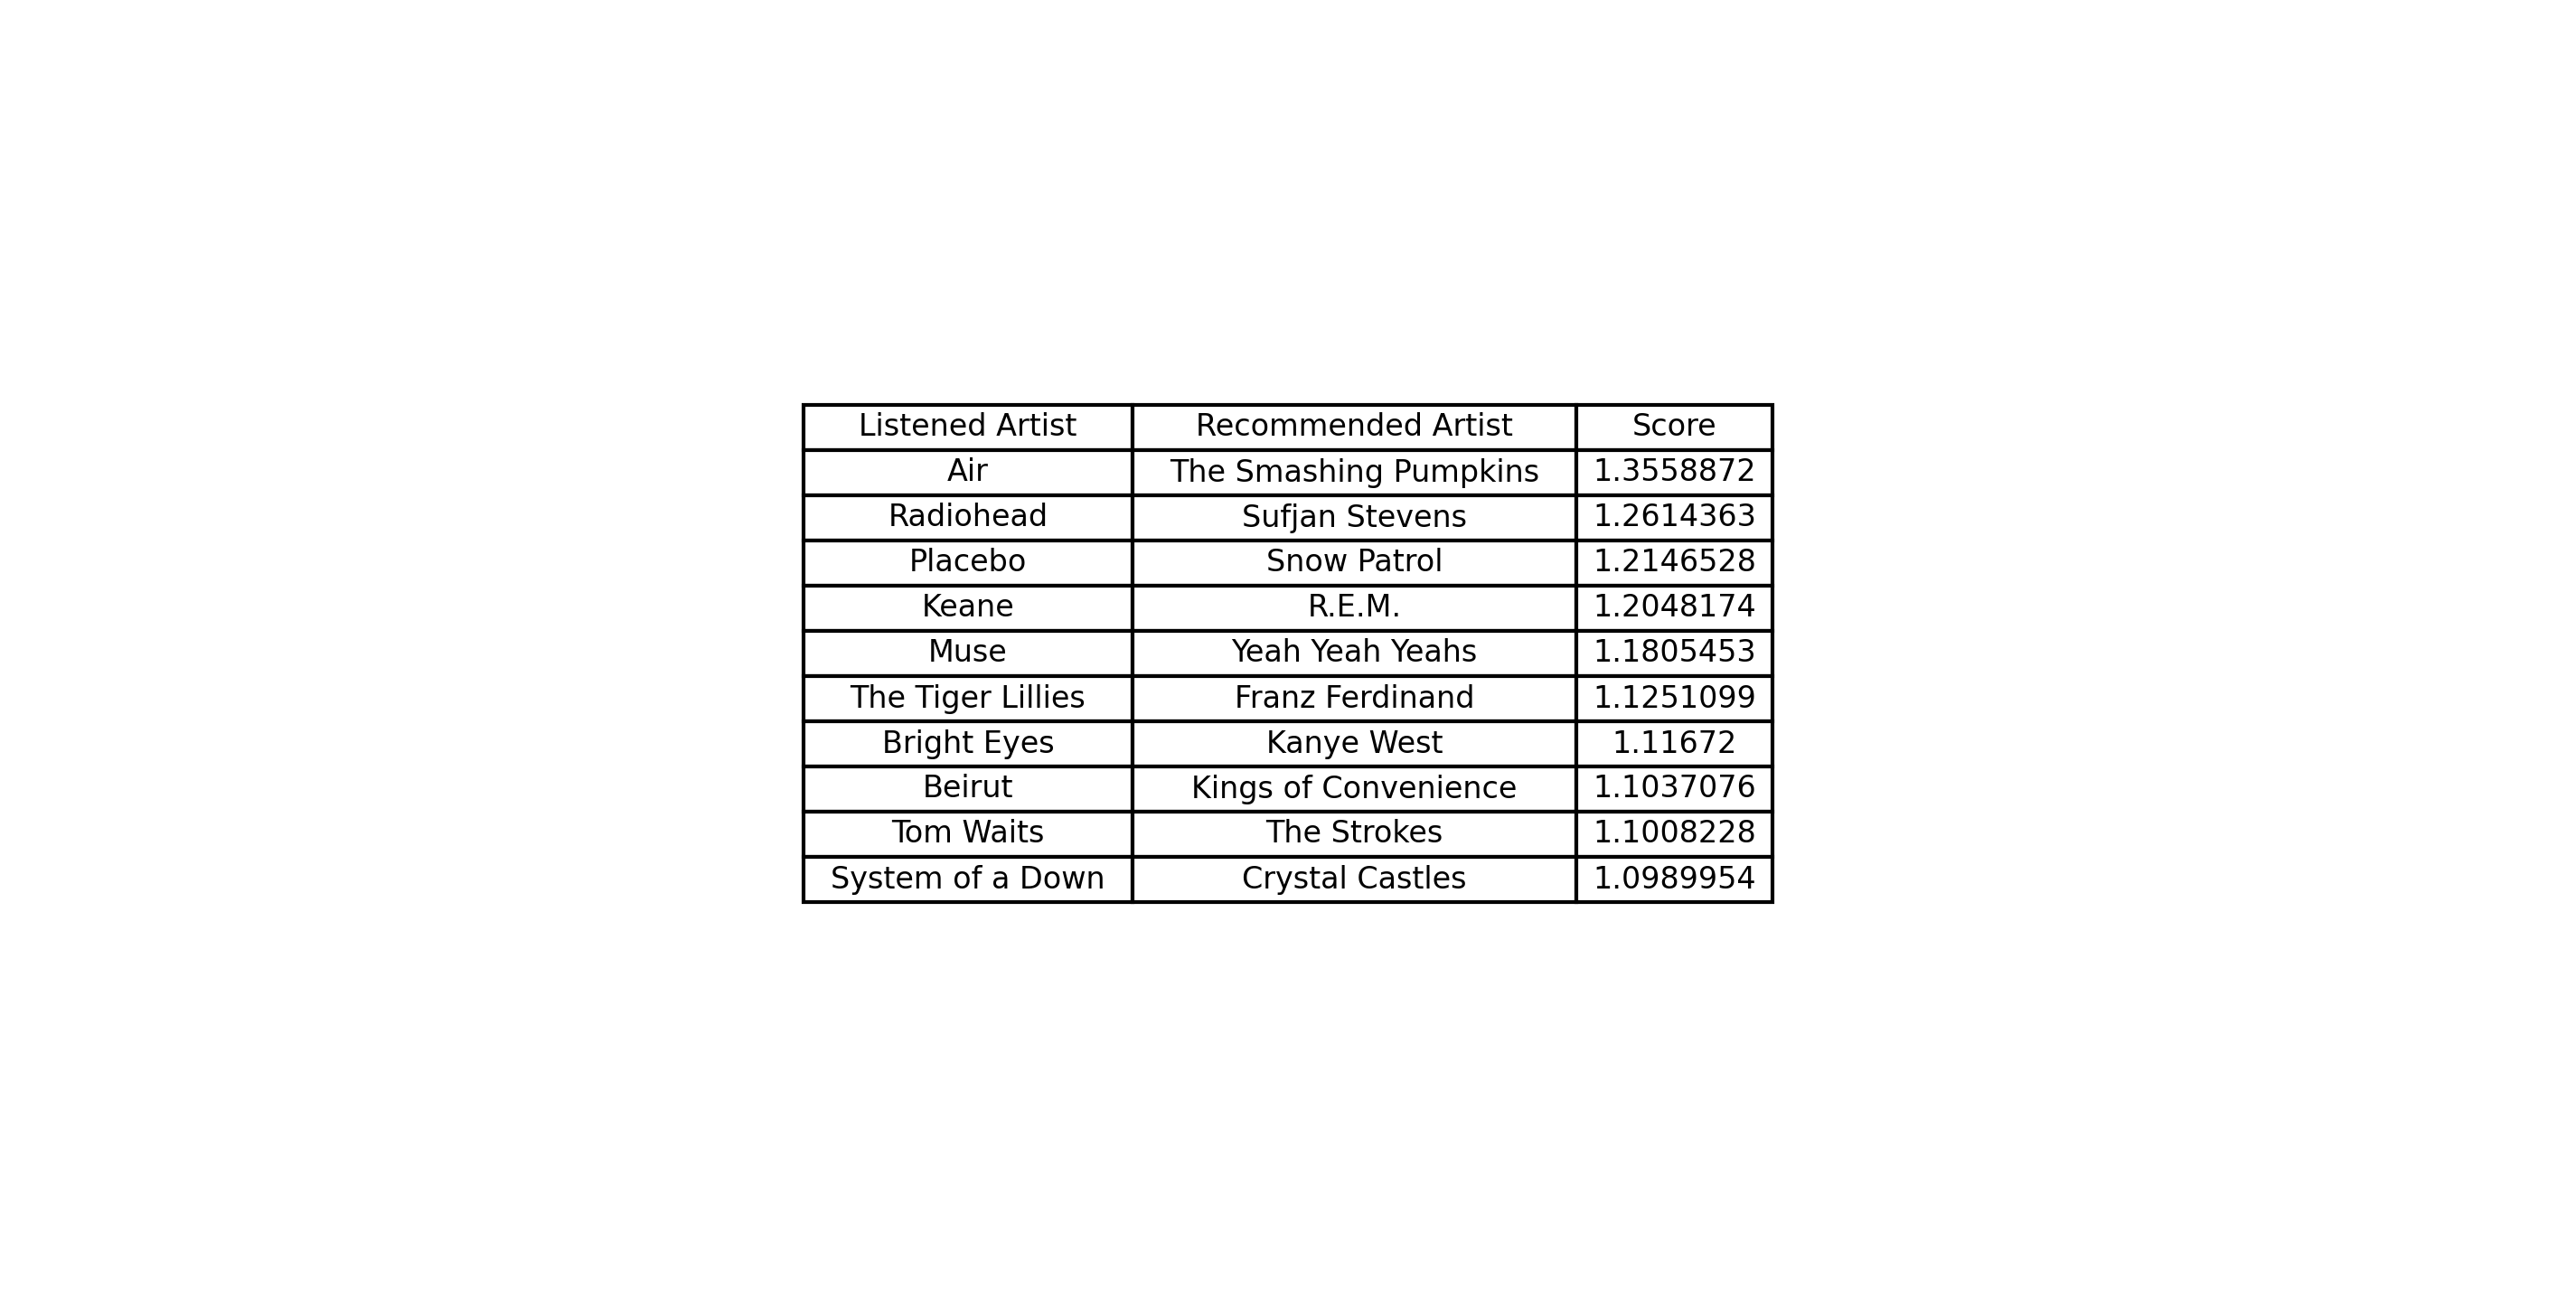 Listened Artist Recommended Artist Score
Air The Smashing Pumpkins 1.3558872
Radiohead Sufjan Stevens 1.2614363
Placebo Snow Patrol 1.2146528
Keane R.E.M. 1.2048174
Muse Yeah Yeah Yeahs 1.1805453
The Tiger Lillies Franz Ferdinand 1.1251099
Bright Eyes Kanye West 1.11672
Beirut Kings of Convenience 1.1037076
Tom Waits The Strokes 1.1008228
System of a Down Crystal Castles 1.0989954